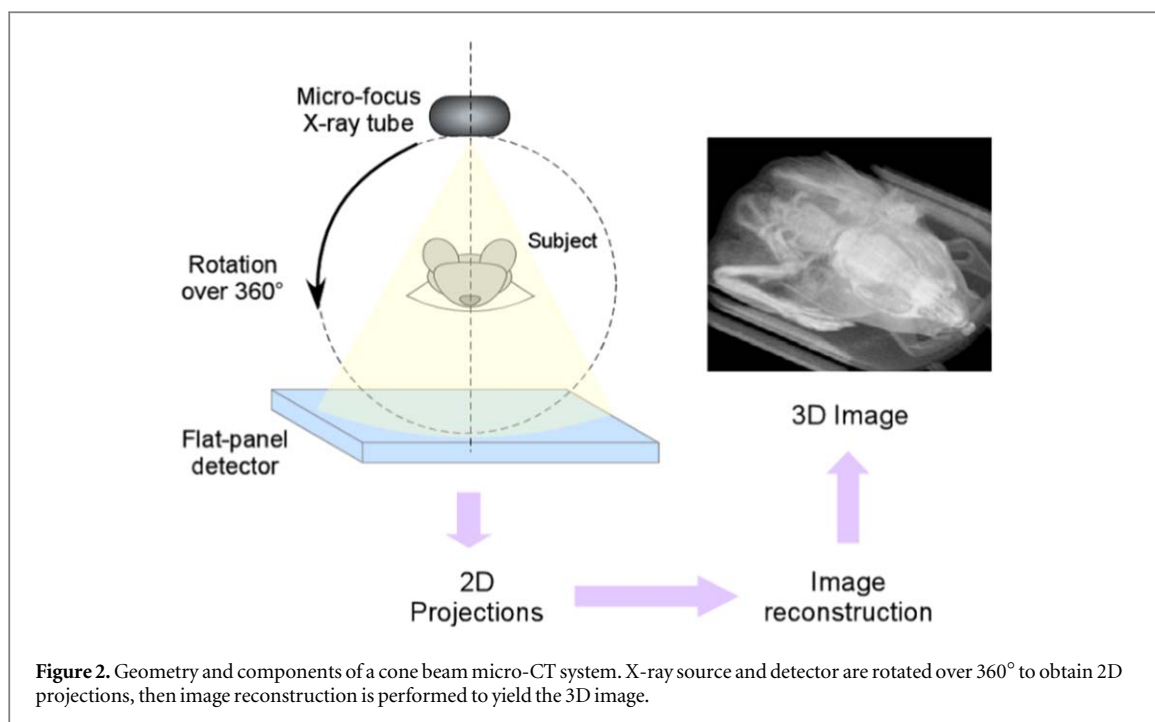 Micro-focus
X-ray tube
Subject
Rotation
over 360°
Flat-panel
detector
3D Image
2D
Projections
Image
reconstruction
Figure 2. Geometry and components of a cone beam micro-CT system. X-ray source and detector are rotated over 360° to obtain 2D
projections, then image reconstruction is performed to yield the 3D image.